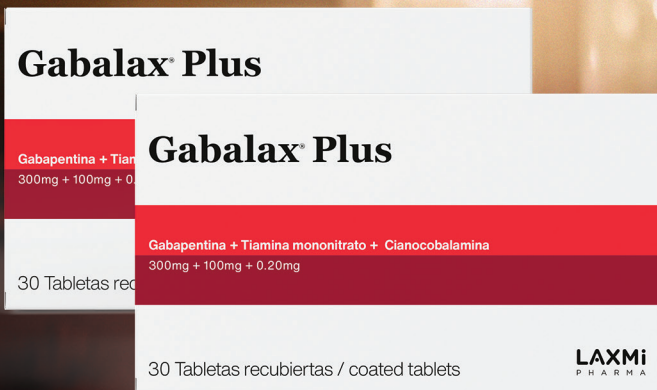 Gabalax® Plus
Gabapentina + Tiam
300mg + 100mg + 0.
30 Tabletas rec
Gabalax® Plus
Gabapentina + Tiamina mononitrato + Cianocobalamina
300mg + 100mg + 0.20mg
30 Tabletas recubiertas / coated tablets
LAXMi
PHARMA